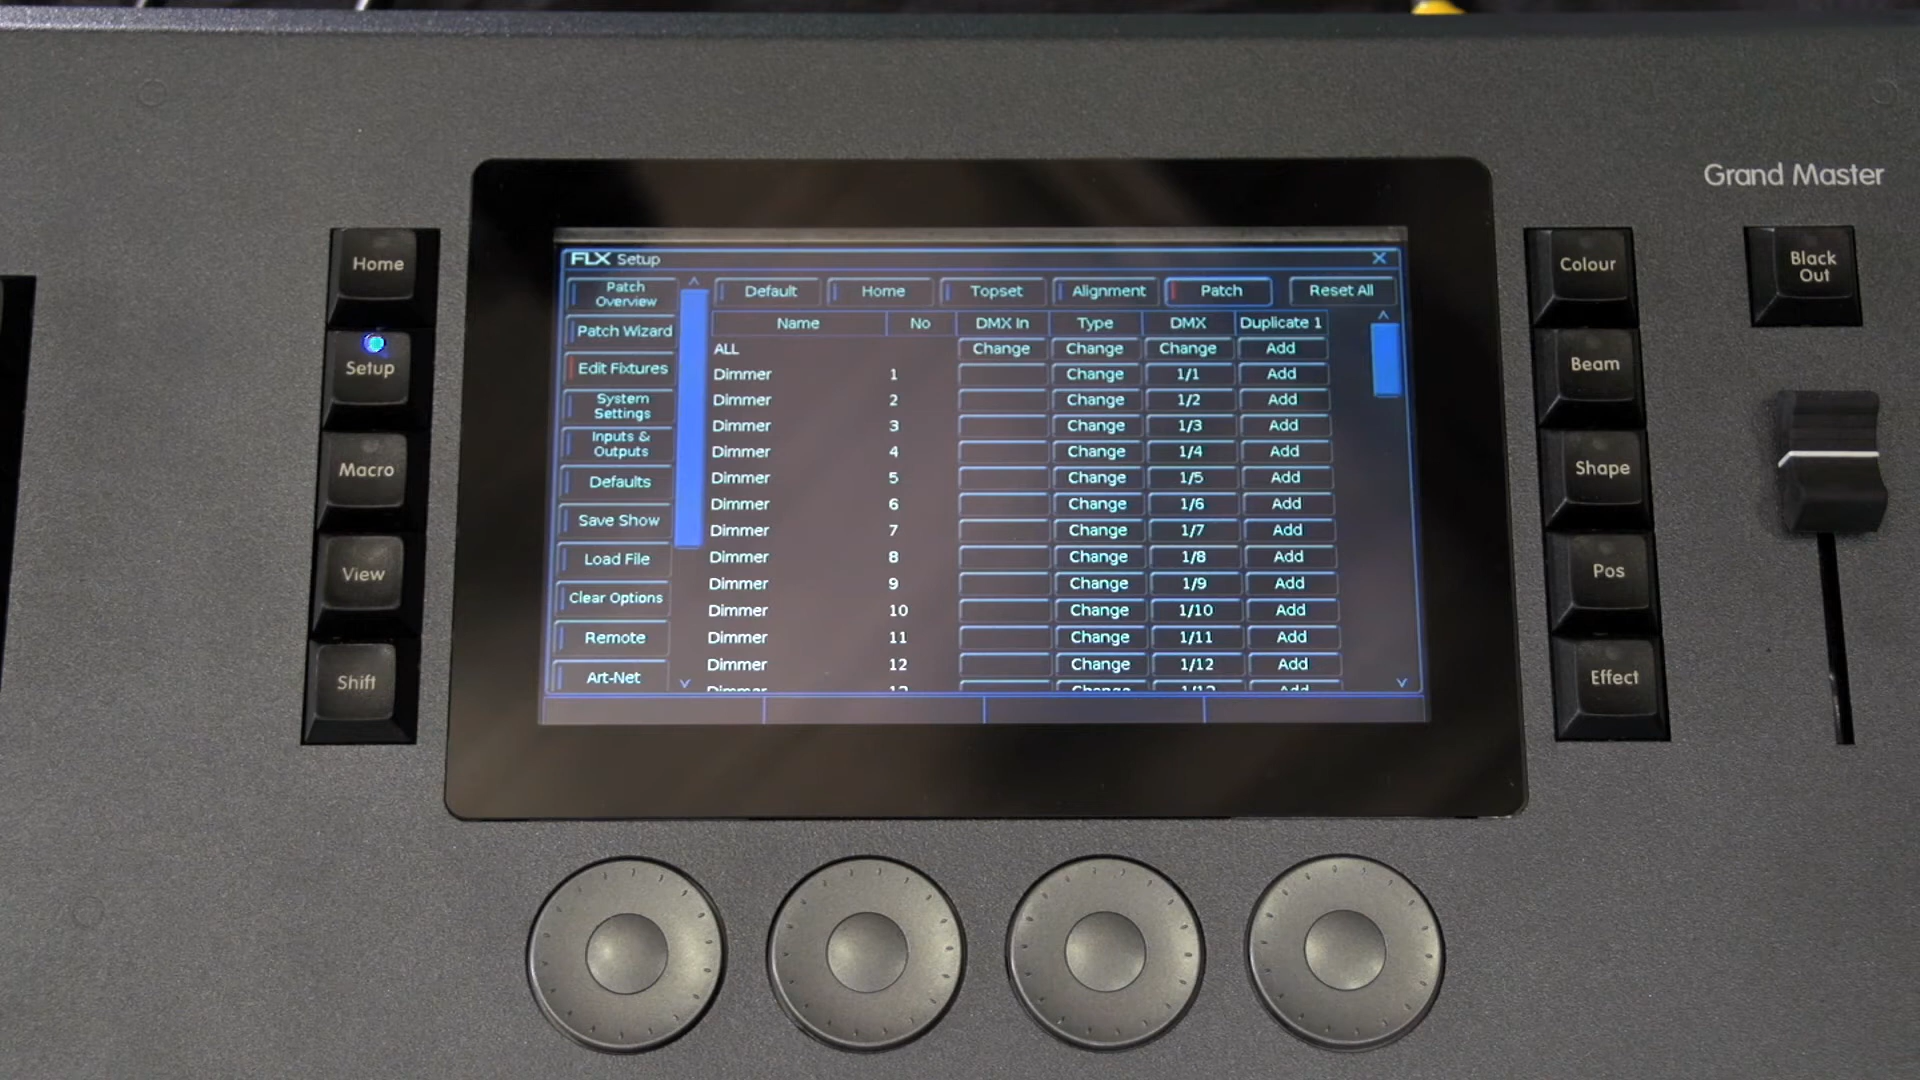 Grand Master
Home
Setup
Macro
View
Shift
FLX Setup X
Patch Overview
Patch Wizard
Edit Fixtures
System Settings
Inputs & Outputs
Defaults
Save Show
Load File
Clear Options
Remote
Art-Net
Default Home Topset Alignment Patch Reset All
Name No DMX In Type DMX Duplicate 1
ALL Change Change Change Add
Dimmer 1 Change 1/1 Add
Dimmer 2 Change 1/2 Add
Dimmer 3 Change 1/3 Add
Dimmer 4 Change 1/4 Add
Dimmer 5 Change 1/5 Add
Dimmer 6 Change 1/6 Add
Dimmer 7 Change 1/7 Add
Dimmer 8 Change 1/8 Add
Dimmer 9 Change 1/9 Add
Dimmer 10 Change 1/10 Add
Dimmer 11 Change 1/11 Add
Dimmer 12 Change 1/12 Add
Colour
Beam
Shape
Pos
Effect
Black
Out